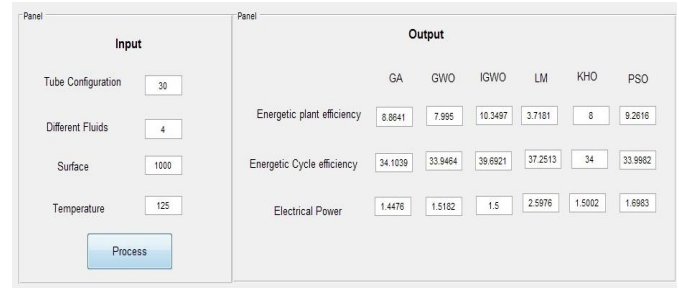 Panel
Input
Tube Configuration 30
Different Fluids 4
Surface 1000
Temperature 125
Process
Panel
Output
GA GWO IGWO LM KHO PSO
Energetic plant efficiency 8.8641 7.995 10.3497 3.7181 8 9.2616
Energetic Cycle efficiency 34.1039 33.9464 39.6921 37.2513 34 33.9982
Electrical Power 1.4476 1.5182 1.5 2.5976 1.5002 1.6983